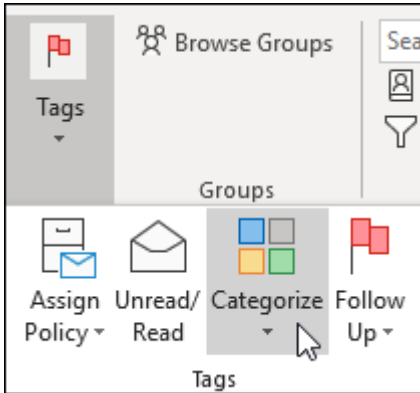 Browse Groups
Sea
Tags
Groups
Assign Policy
Unread/ Read
Categorize
Follow Up
Tags